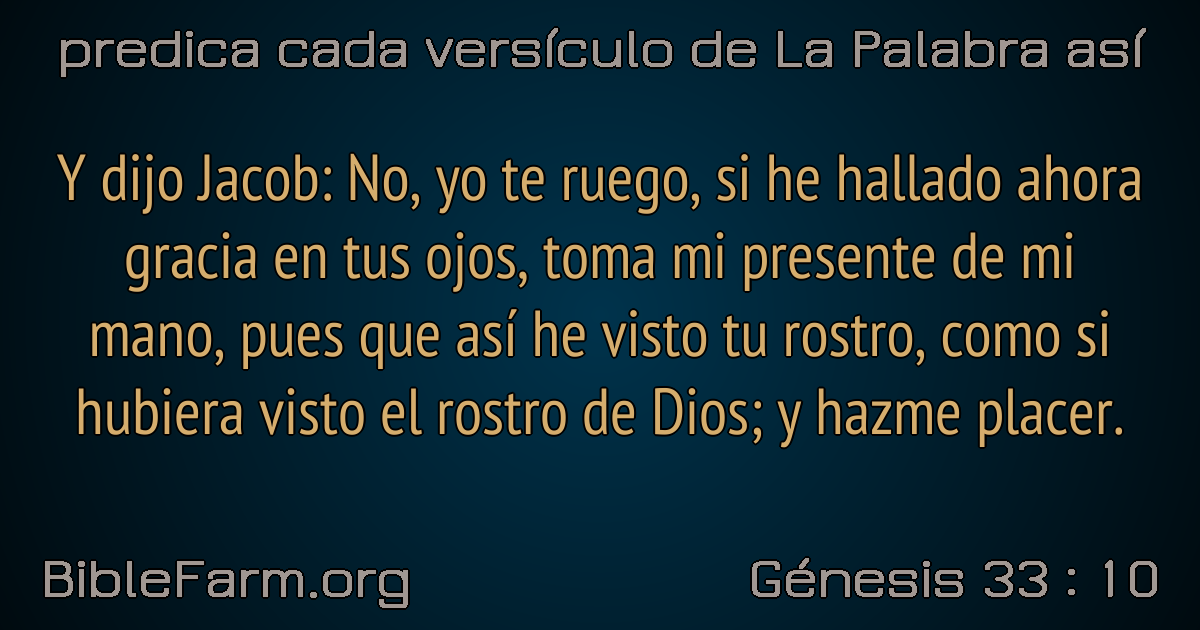 predica cada versículo de La Palabra así
Y dijo Jacob: No, yo te ruego, si he hallado ahora
gracia en tus ojos, toma mi presente de mi
mano, pues que así he visto tu rostro, como si
hubiera visto el rostro de Dios; y hazme placer.
BibleFarm.org
Génesis 33 : 10